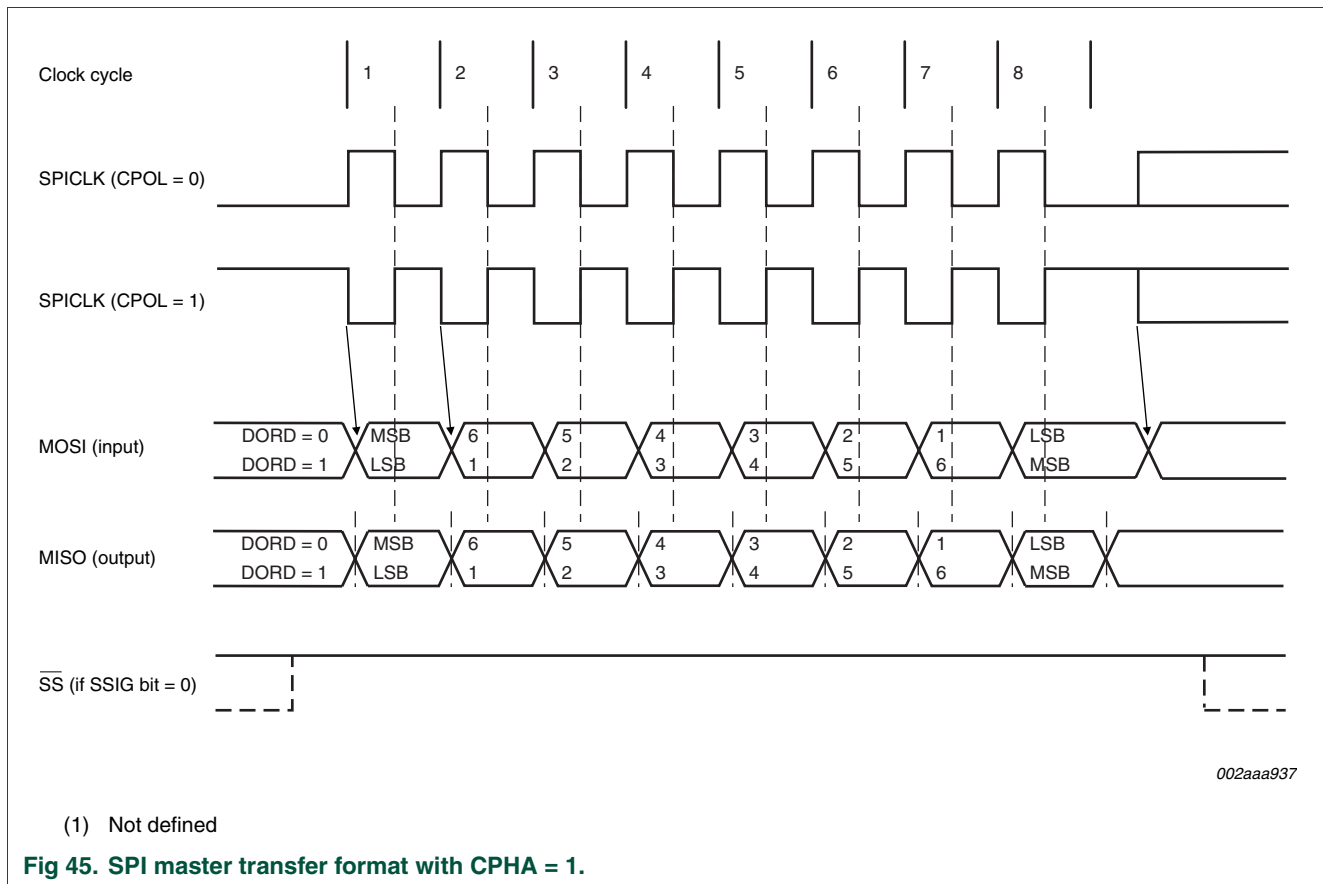 Clock cycle 1 2 3 4 5 6 7 8
SPICLK (CPOL = 0)
SPICLK (CPOL = 1)
MOSI (input)
DORD = 0 MSB 6 5 4 3 2 1 LSB
DORD = 1 LSB 1 2 3 4 5 6 MSB
MISO (output)
DORD = 0 MSB 6 5 4 3 2 1 LSB
DORD = 1 LSB 1 2 3 4 5 6 MSB
S̅S̅ (if SSIG bit = 0)
002aaa937
(1) Not defined
Fig 45. SPI master transfer format with CPHA = 1.